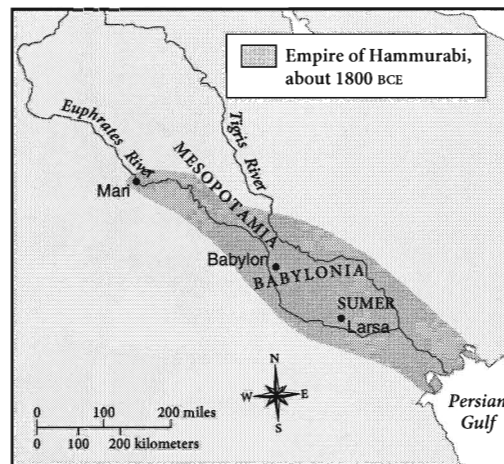 Empire of Hammurabi,
about 1800 BCE
Euphrates River
Tigris River
MESOPOTAMIA
Mari
Babylon
BABYLONIA
SUMER
Larsa
N
W E
S
0 100 200 miles
0 100 200 kilometers
Persian
Gulf